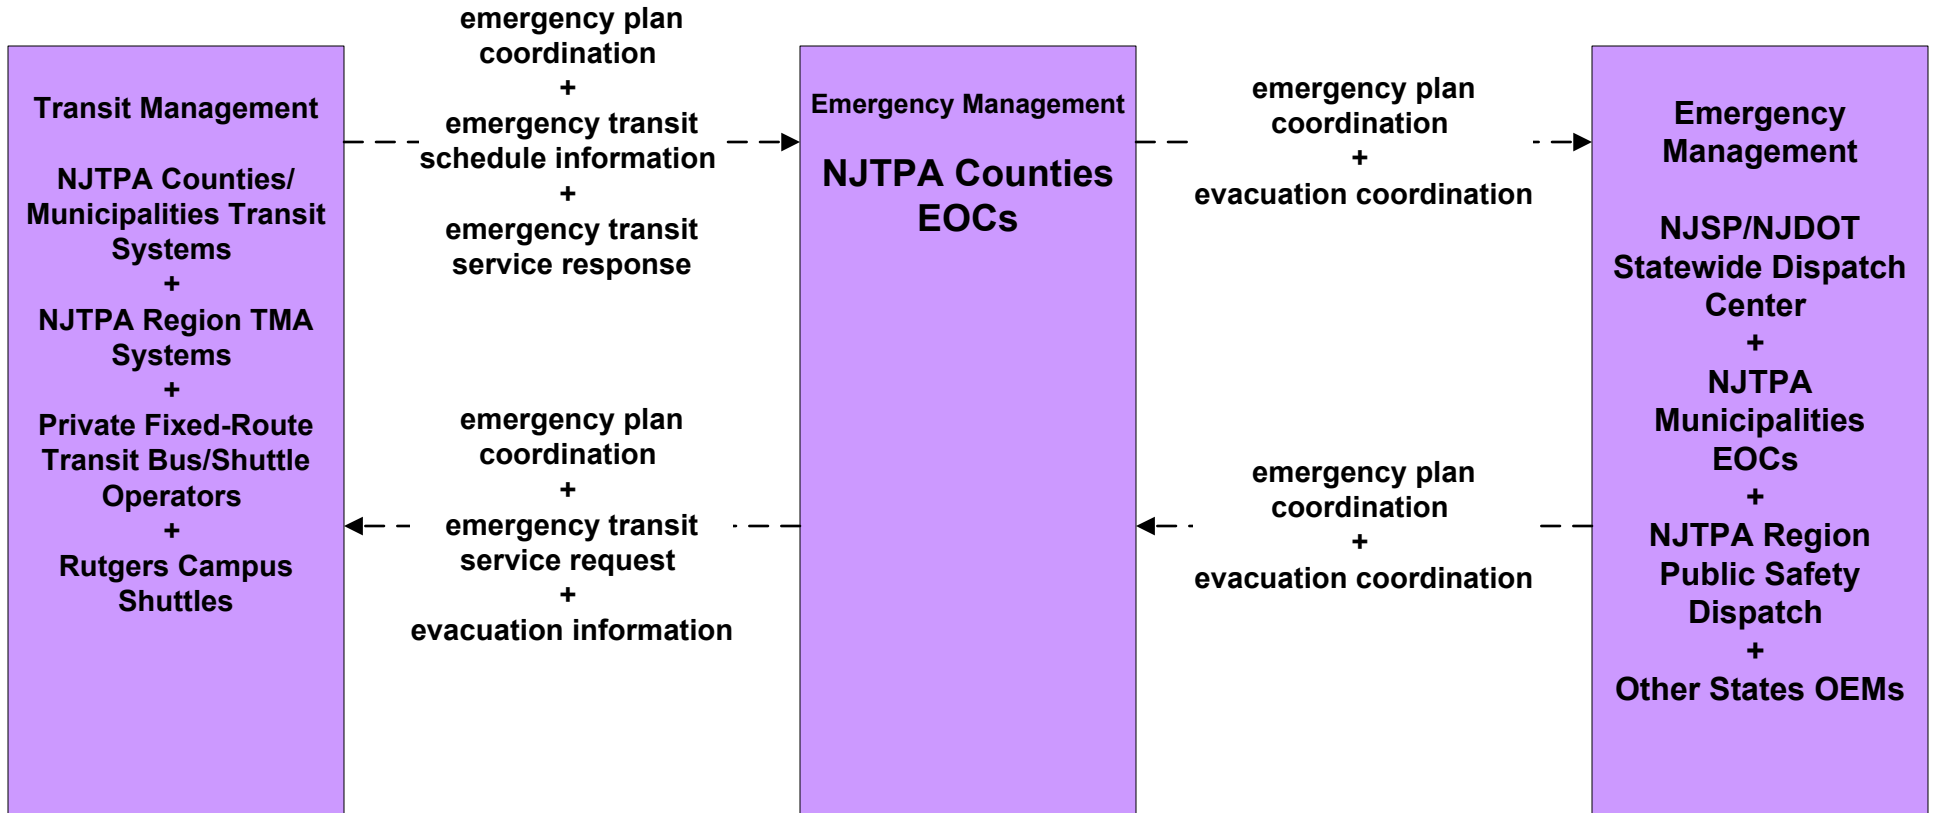 Transit Management
NJTPA Counties/
Municipalities Transit
Systems
+
NJTPA Region TMA
Systems
+
Private Fixed-Route
Transit Bus/Shuttle
Operators
+
Rutgers Campus
Shuttles
emergency plan
coordination
+
emergency transit
schedule information
+
emergency transit
service response
emergency plan
coordination
+
emergency transit
service request
+
evacuation information
Emergency Management
NJTPA Counties
EOCs
emergency plan
coordination
+
evacuation coordination
emergency plan
coordination
+
evacuation coordination
Emergency
Management
NJSP/NJDOT
Statewide Dispatch
Center
+
NJTPA
Municipalities
EOCs
+
NJTPA Region
Public Safety
Dispatch
+
Other States OEMs